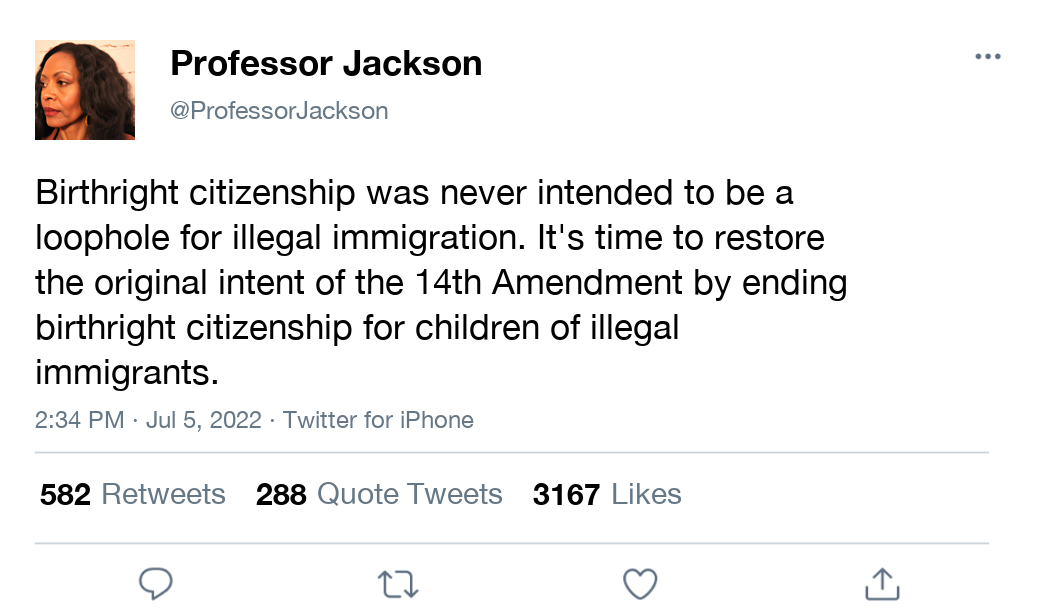 Professor Jackson
@ProfessorJackson
Birthright citizenship was never intended to be a
loophole for illegal immigration. It's time to restore
the original intent of the 14th Amendment by ending
birthright citizenship for children of illegal
immigrants.
2:34 PM · Jul 5, 2022 · Twitter for iPhone
582 Retweets 288 Quote Tweets 3167 Likes